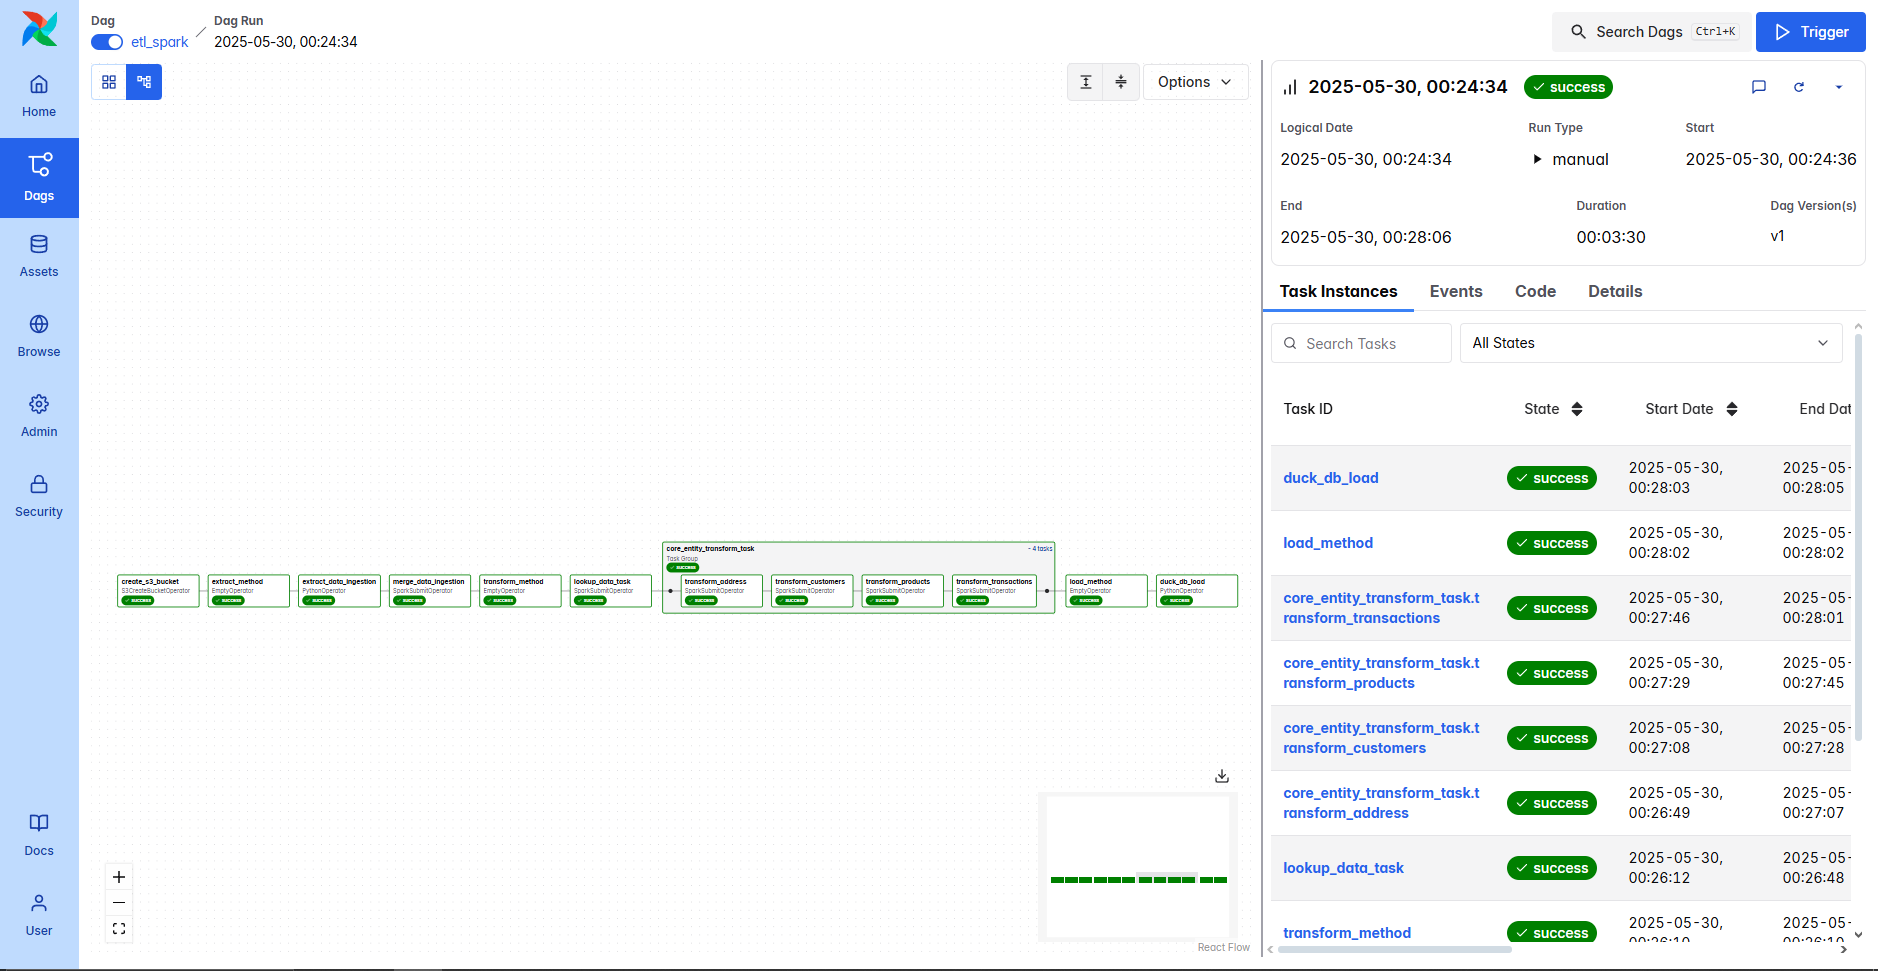 Dag
etl_spark
/
Dag Run
2025-05-30, 00:24:34
Search Dags Ctrl+K
Trigger
Home
Dags
Assets
Browse
Admin
Security
Docs
User
Options
create_s3_bucket
S3CreateBucketOperator
success
extract_method
EmptyOperator
success
extract_data_ingestion
PythonOperator
success
merge_data_ingestion
SparkSubmitOperator
success
transform_method
EmptyOperator
success
lookup_data_task
SparkSubmitOperator
success
core_entity_transform_task
- 4 tasks
Task Group
success
transform_address
SparkSubmitOperator
success
transform_customers
SparkSubmitOperator
success
transform_products
SparkSubmitOperator
success
transform_transactions
SparkSubmitOperator
success
load_method
EmptyOperator
success
duck_db_load
PythonOperator
success
React Flow
2025-05-30, 00:24:34 success
Logical Date Run Type Start
2025-05-30, 00:24:34 manual 2025-05-30, 00:24:36
End Duration Dag Version(s)
2025-05-30, 00:28:06 00:03:30 v1
Task Instances Events Code Details
Search Tasks All States
Task ID State Start Date End Dat
duck_db_load success 2025-05-30, 2025-05-
00:28:03 00:28:05
load_method success 2025-05-30, 2025-05-
00:28:02 00:28:02
core_entity_transform_task.t success 2025-05-30, 2025-05-
ransform_transactions 00:27:46 00:28:01
core_entity_transform_task.t success 2025-05-30, 2025-05-
ransform_products 00:27:29 00:27:45
core_entity_transform_task.t success 2025-05-30, 2025-05-
ransform_customers 00:27:08 00:27:28
core_entity_transform_task.t success 2025-05-30, 2025-05-
ransform_address 00:26:49 00:27:07
lookup_data_task success 2025-05-30, 2025-05-
00:26:12 00:26:48
transform_method success 2025-05-30, 2025-05-